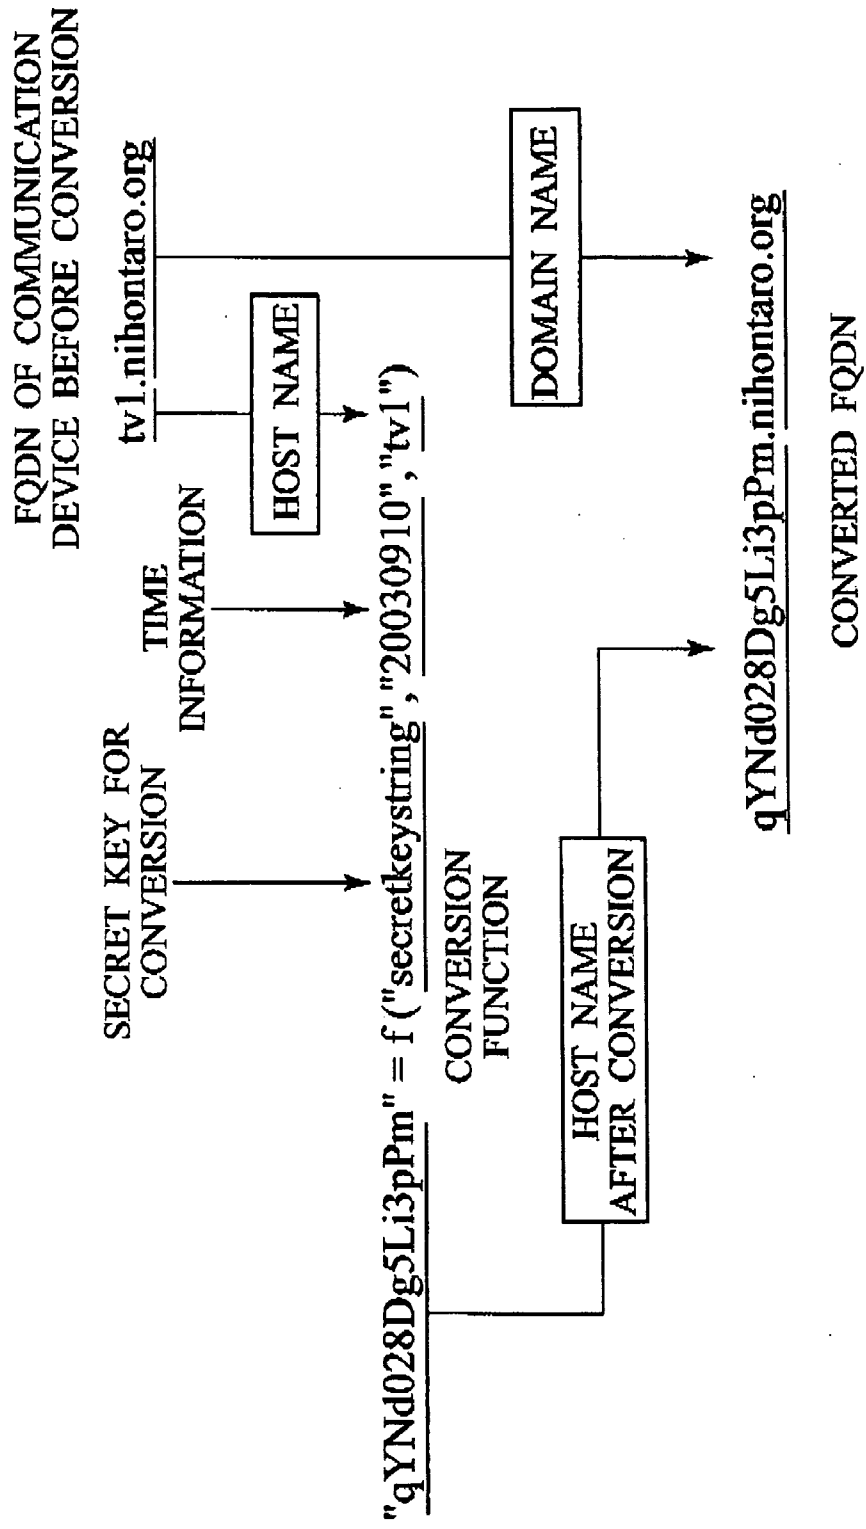 FQDN OF COMMUNICATION
DEVICE BEFORE CONVERSION
tv1.nihontaro.org
SECRET KEY FOR
CONVERSION
TIME
INFORMATION
HOST NAME
"qYNd028Dg5Li3pPm" = f ("secretkeystring", "20030910", "tv1")
CONVERSION
FUNCTION
DOMAIN NAME
HOST NAME
AFTER CONVERSION
qYNd028Dg5Li3pPm.nihontaro.org
CONVERTED FQDN